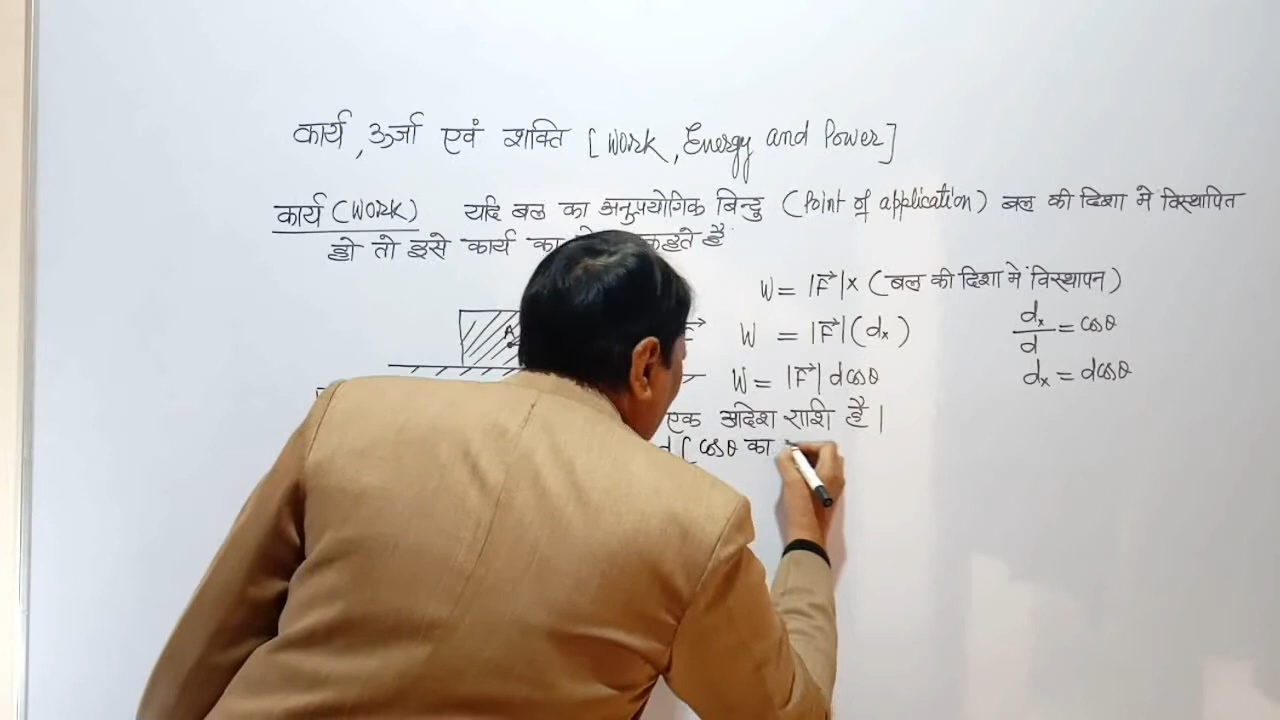 कार्य, ऊर्जा एवं शक्ति [Work, Energy and Power]
कार्य (Work) यदि बल का अनुप्रयोगिक बिन्दु (Point of application) बल की दिशा मे विस्थापित
हो तो इसे कार्य का कहते है
W = |F⃗| x (बल की दिशा में विस्थापन)
A W = |F⃗|(dx) dx/d = cosθ
W = |F⃗| d cosθ dx = dcosθ
एक अदिश राशि है |
d [ cosθ का